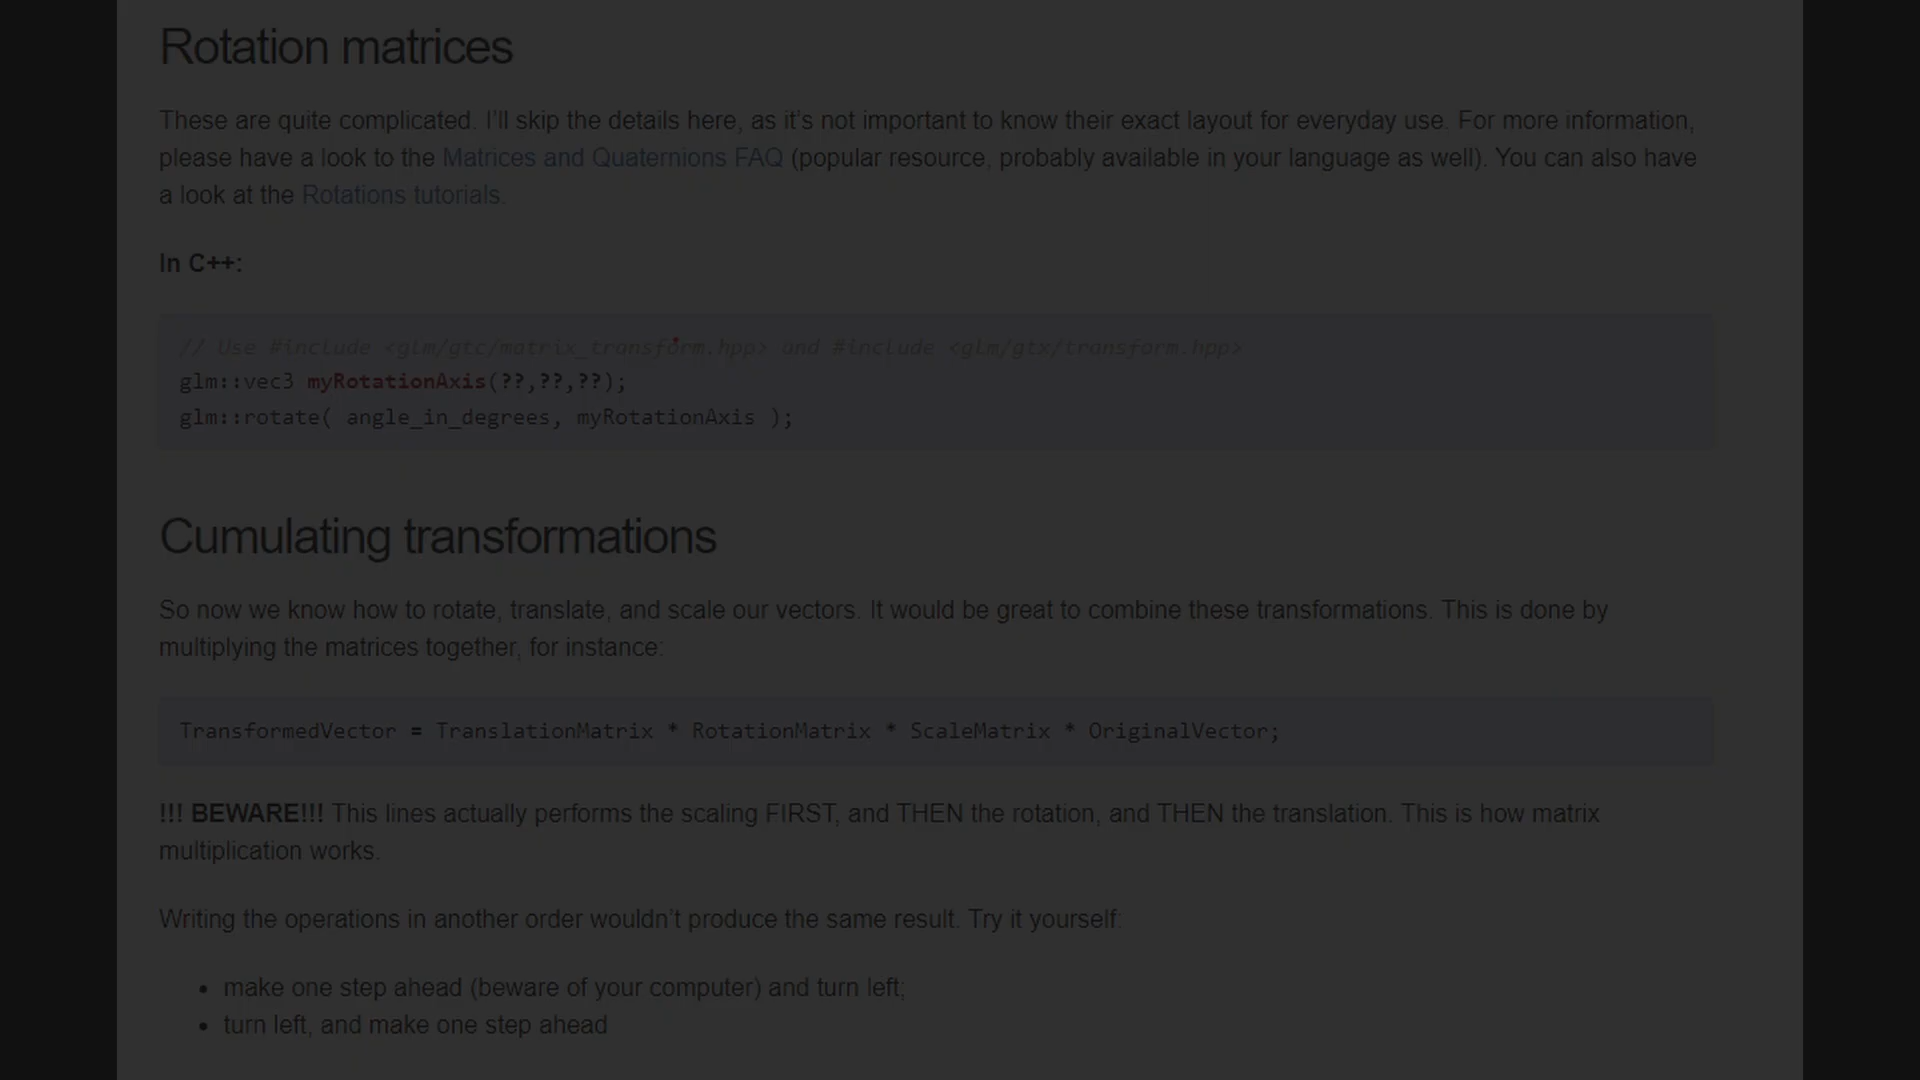 Rotation matrices
These are quite complicated. I'll skip the details here, as it's not important to know their exact layout for everyday use. For more information,
please have a look to the Matrices and Quaternions FAQ (popular resource, probably available in your language as well). You can also have
a look at the Rotations tutorials.
In C++:
// Use #include <glm/gtc/matrix_transform.hpp> and #include <glm/gtx/transform.hpp>
glm::vec3 myRotationAxis(??,??,??);
glm::rotate( angle_in_degrees, myRotationAxis );
Cumulating transformations
So now we know how to rotate, translate, and scale our vectors. It would be great to combine these transformations. This is done by
multiplying the matrices together, for instance:
TransformedVector = TranslationMatrix * RotationMatrix * ScaleMatrix * OriginalVector;
!!! BEWARE!!! This lines actually performs the scaling FIRST, and THEN the rotation, and THEN the translation. This is how matrix
multiplication works.
Writing the operations in another order wouldn't produce the same result. Try it yourself:
• make one step ahead (beware of your computer) and turn left;
• turn left, and make one step ahead